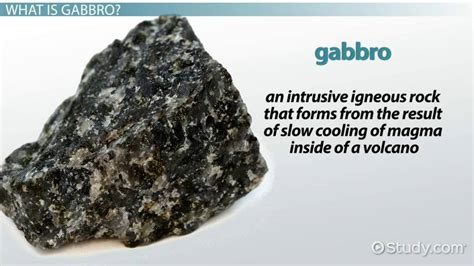 WHAT IS GABBRO?
gabbro
an intrusive igneous rock
that forms from the result
of slow cooling of magma
inside of a volcano
Study.com